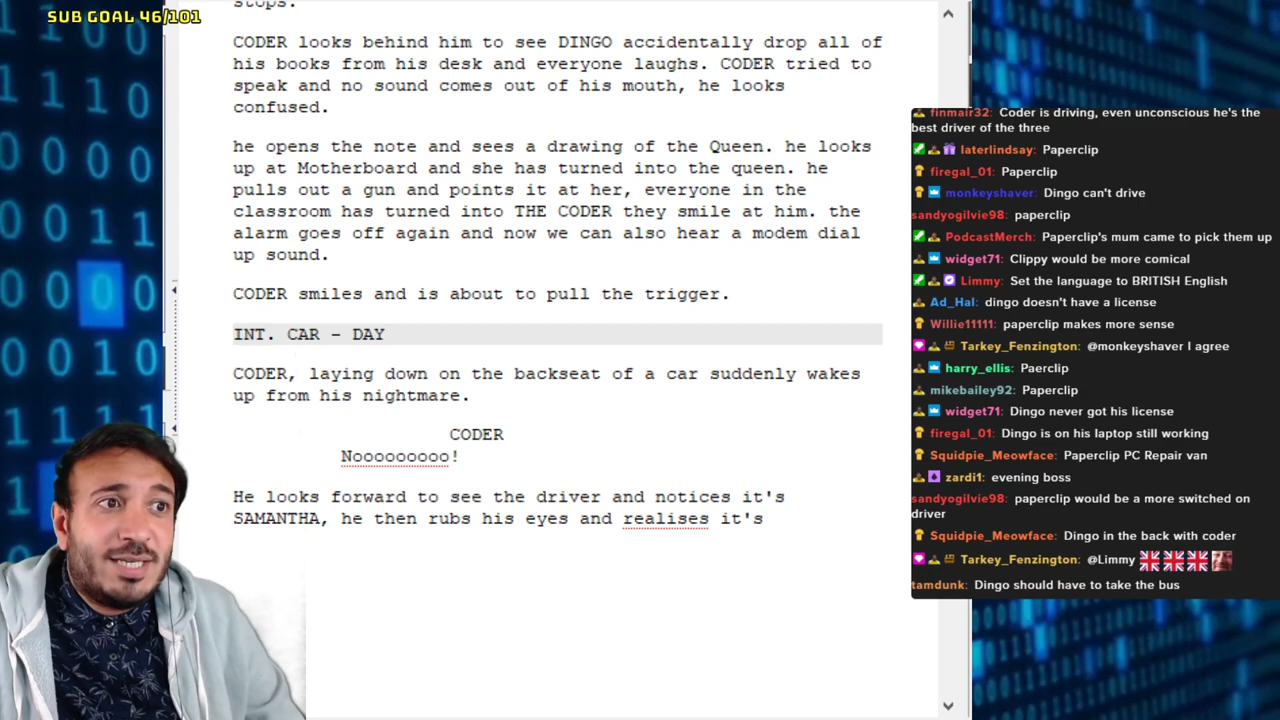 SUB GOAL 46/101
stops.
CODER looks behind him to see DINGO accidentally drop all of
his books from his desk and everyone laughs. CODER tried to
speak and no sound comes out of his mouth, he looks
confused.
he opens the note and sees a drawing of the Queen. he looks
up at Motherboard and she has turned into the queen. he
pulls out a gun and points it at her, everyone in the
classroom has turned into THE CODER they smile at him. the
alarm goes off again and now we can also hear a modem dial
up sound.
CODER smiles and is about to pull the trigger.
INT. CAR - DAY
CODER, laying down on the backseat of a car suddenly wakes
up from his nightmare.
CODER
Nooooooooo!
He looks forward to see the driver and notices it's
SAMANTHA, he then rubs his eyes and realises it's
finmair32: Coder is driving, even unconscious he's the
best driver of the three
laterlindsay: Paperclip
firegal_01: Paperclip
monkeyshaver: Dingo can't drive
sandyogilvie98: paperclip
PodcastMerch: Paperclip's mum came to pick them up
widget71: Clippy would be more comical
Limmy: Set the language to BRITISH English
Ad_Hal: dingo doesn't have a license
Willie11111: paperclip makes more sense
Tarkey_Fenzington: @monkeyshaver I agree
harry_ellis: Paerclip
mikebailey92: Paperclip
widget71: Dingo never got his license
firegal_01: Dingo is on his laptop still working
Squidpie_Meowface: Paperclip PC Repair van
zardi1: evening boss
sandyogilvie98: paperclip would be a more switched on
driver
Squidpie_Meowface: Dingo in the back with coder
Tarkey_Fenzington: @Limmy
tamdunk: Dingo should have to take the bus